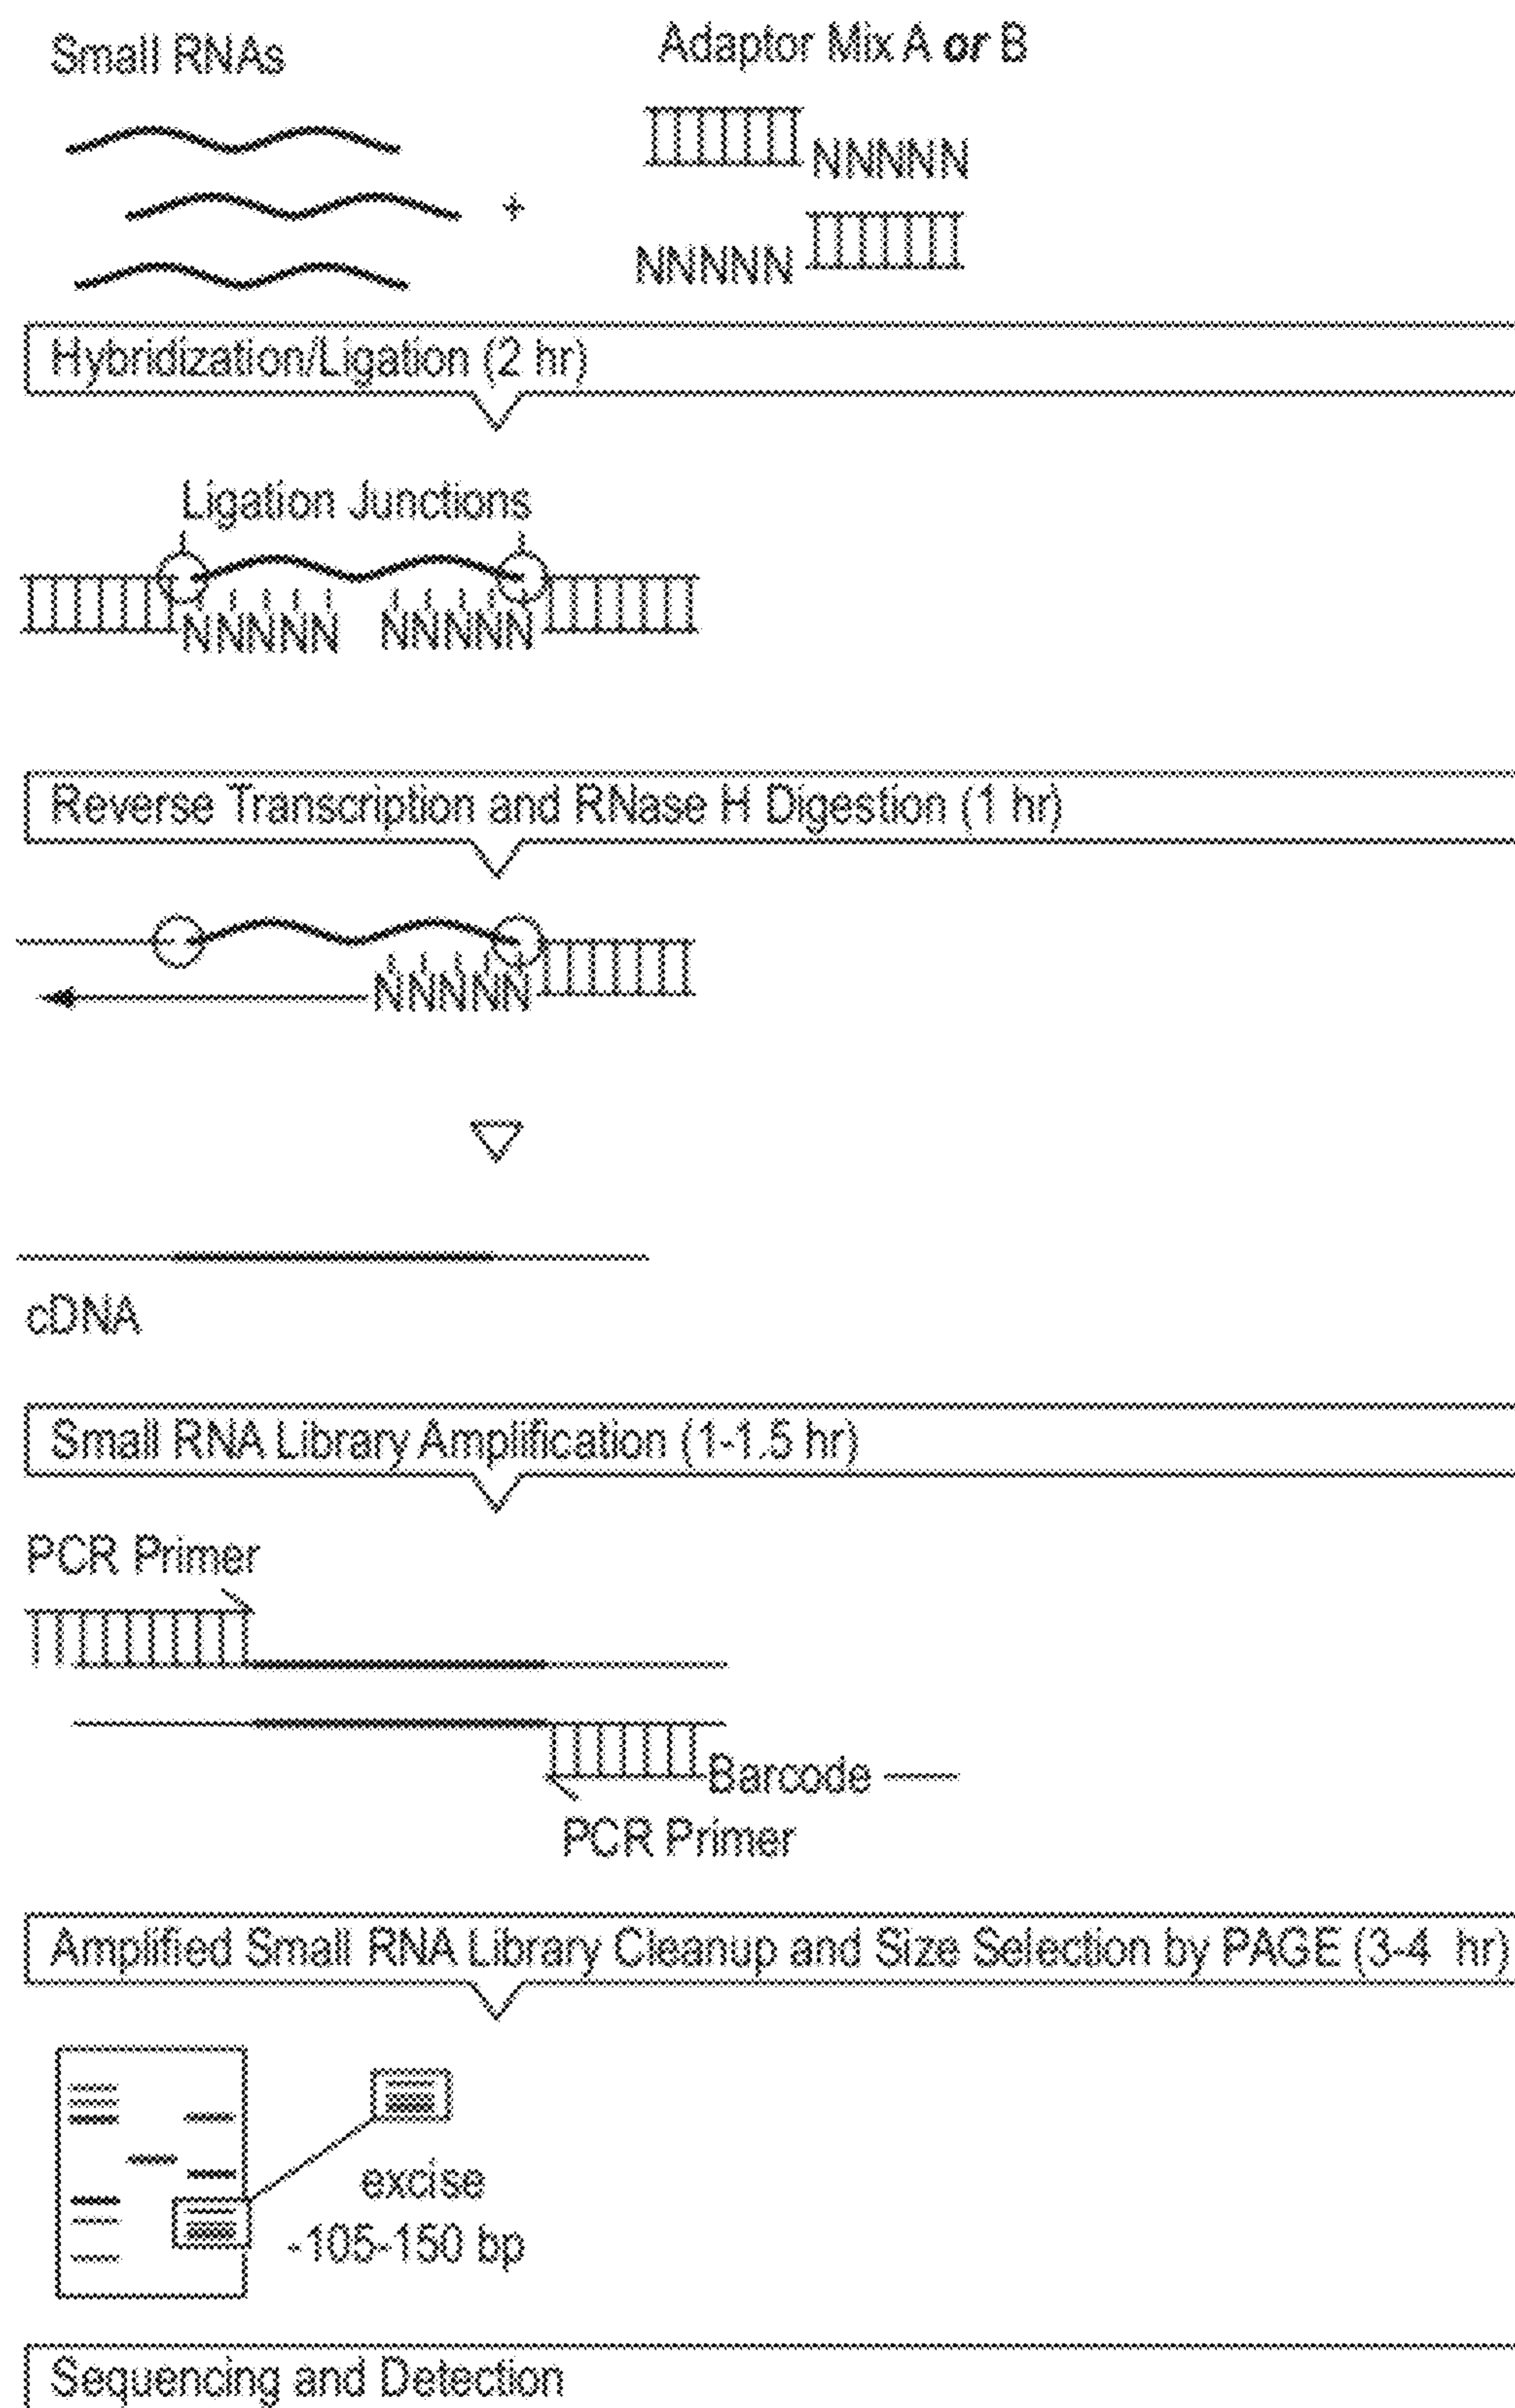 Small RNAs
Adaptor Mix A or B
NNNNN
+
NNNNN
Hybridization/Ligation (2 hr)
Ligation Junctions
NNNNN NNNNN
Reverse Transcription and RNase H Digestion (1 hr)
NNNNN
cDNA
Small RNA Library Amplification (1-1.5 hr)
PCR Primer
Barcode
PCR Primer
Amplified Small RNA Library Cleanup and Size Selection by PAGE (3-4 hr)
excise
-105-150 bp
Sequencing and Detection